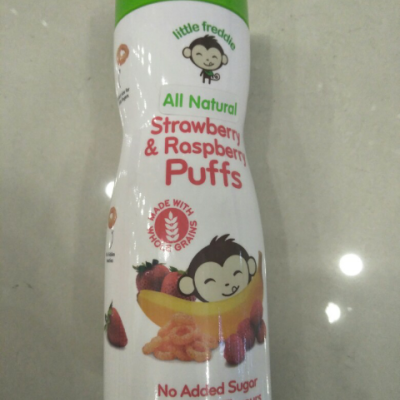 little freddie
All Natural
Strawberry
& Raspberry
Puffs
MADE WITH
WHOLE GRAINS
No Added Sugar